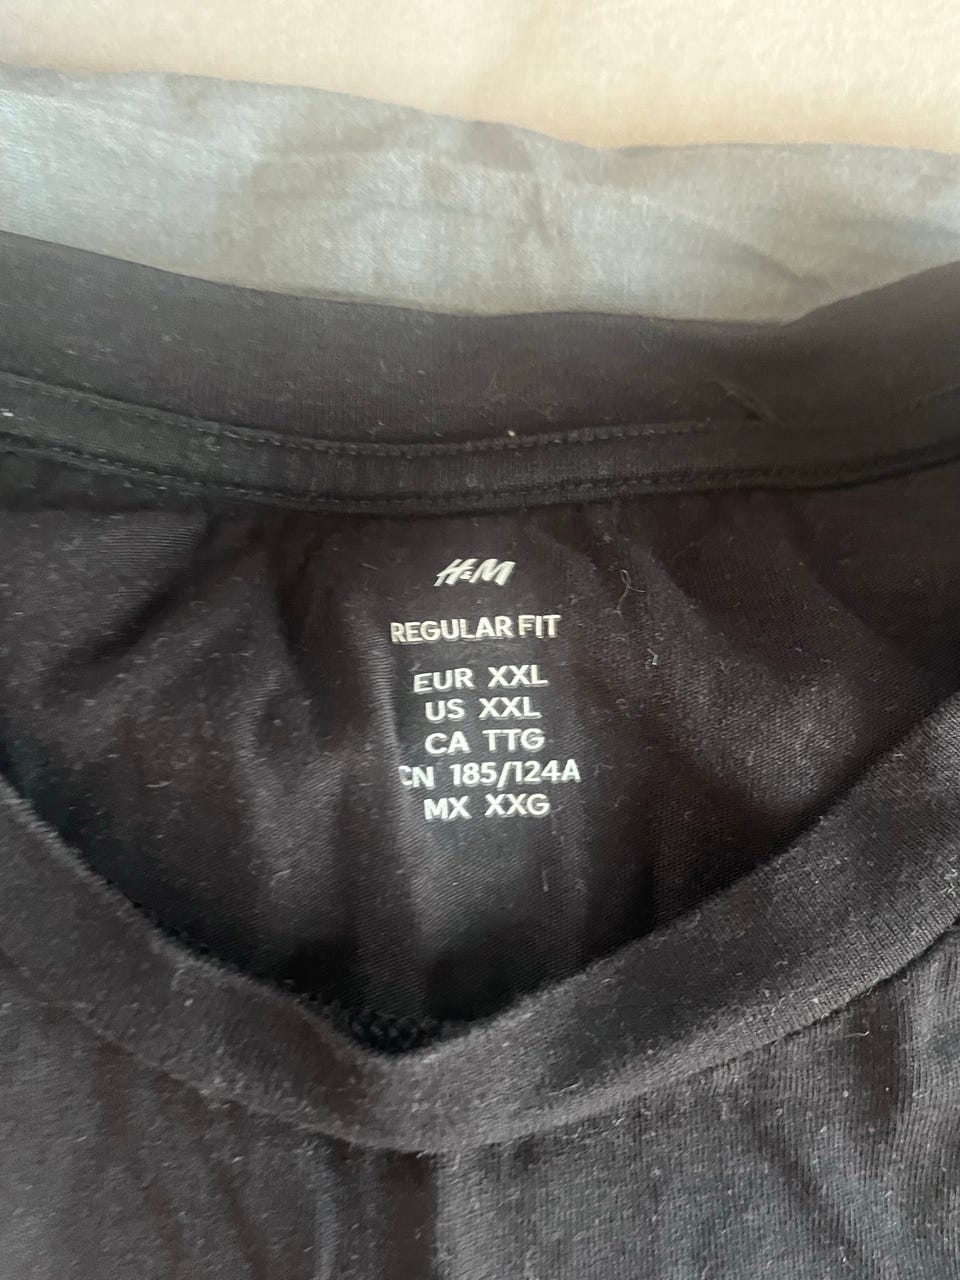 H&M
REGULAR FIT
EUR XXL
US XXL
CA TTG
CN 185/124A
MX XXG